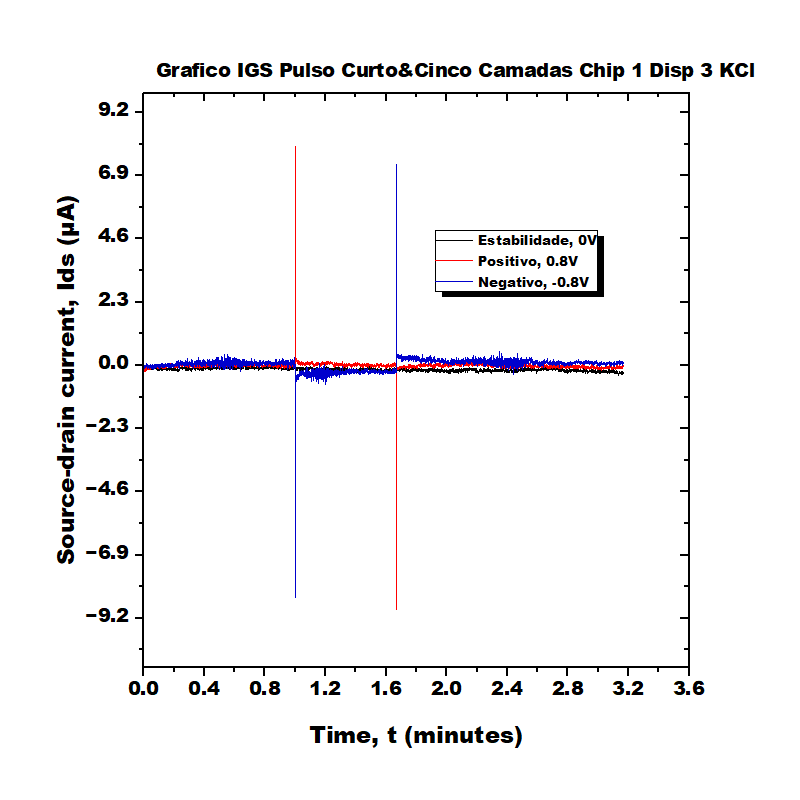 Grafico IGS Pulso Curto&Cinco Camadas Chip 1 Disp 3 KCl
9.2
6.9
4.6
2.3
0.0
−2.3
−4.6
−6.9
−9.2
Source-drain current, Ids (μA)
Estabilidade, 0V
Positivo, 0.8V
Negativo, -0.8V
0.0 0.4 0.8 1.2 1.6 2.0 2.4 2.8 3.2 3.6
Time, t (minutes)